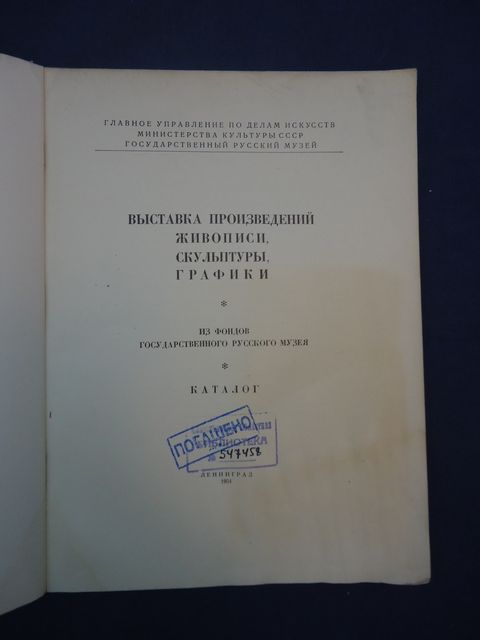 ГЛАВНОЕ УПРАВЛЕНИЕ ПО ДЕЛАМ ИСКУССТВ
МИНИСТЕРСТВА КУЛЬТУРЫ СССР
ГОСУДАРСТВЕННЫЙ РУССКИЙ МУЗЕЙ
ВЫСТАВКА ПРОИЗВЕДЕНИЙ
ЖИВОПИСИ,
СКУЛЬПТУРЫ,
ГРАФИКИ
*
ИЗ ФОНДОВ
ГОСУДАРСТВЕННОГО РУССКОГО МУЗЕЯ
*
КАТАЛОГ
ПОГАШЕНО
БИБЛИОТЕКА
№ 547458
ЛЕНИНГРАД
1954